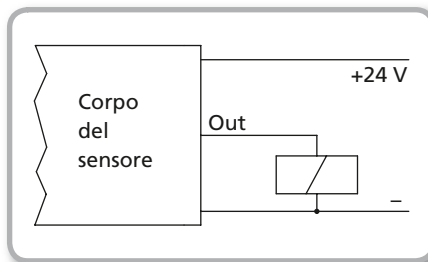 +24 V
Corpo
del
sensore
Out
–